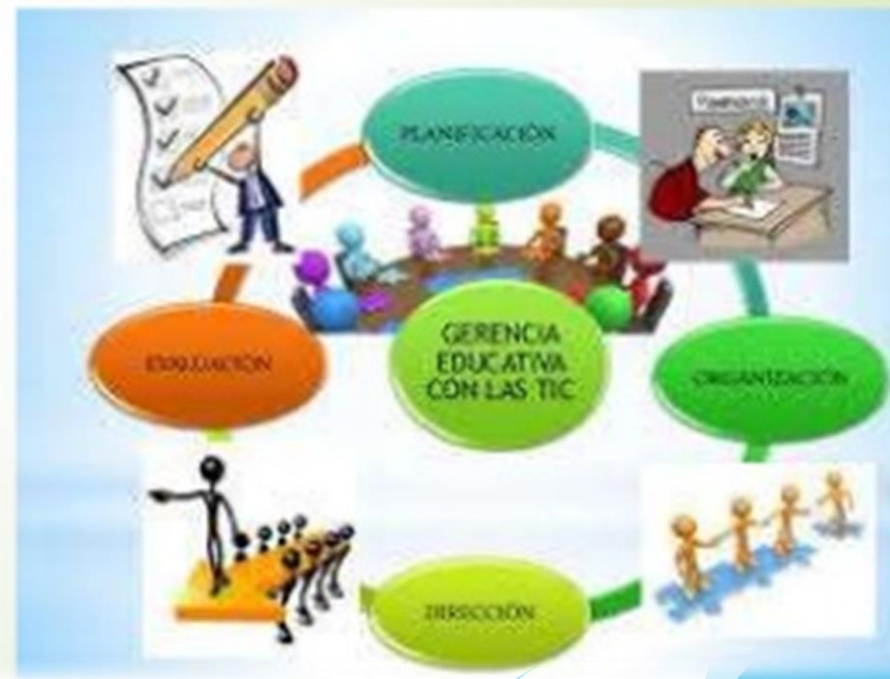 PLANIFICACIÓN
GERENCIA
EDUCATIVA
CON LAS TIC
EVALUACIÓN
ORGANIZACIÓN
DIRECCIÓN